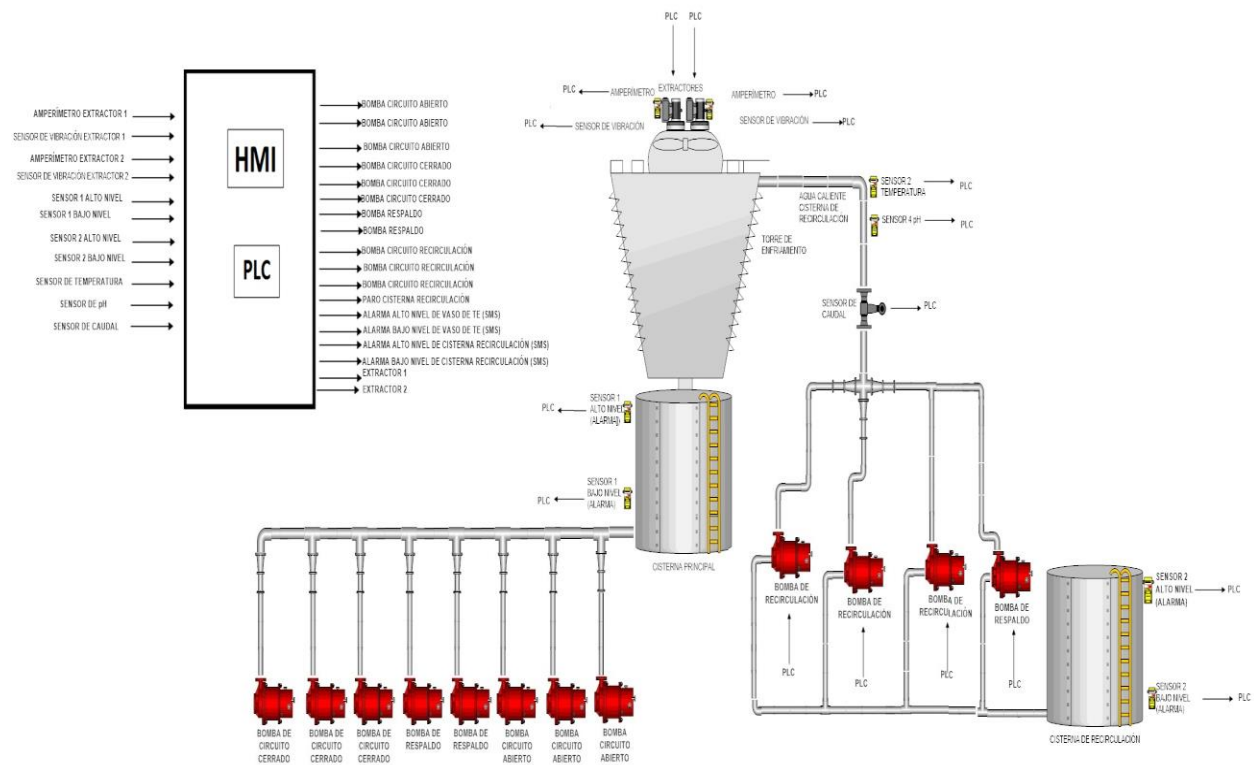 AMPERÍMETRO EXTRACTOR 1
SENSOR DE VIBRACIÓN EXTRACTOR 1
AMPERÍMETRO EXTRACTOR 2
SENSOR DE VIBRACIÓN EXTRACTOR 2
SENSOR 1 ALTO NIVEL
SENSOR 1 BAJO NIVEL
SENSOR 2 ALTO NIVEL
SENSOR 2 BAJO NIVEL
SENSOR DE TEMPERATURA
SENSOR DE pH
SENSOR DE CAUDAL
HMI
PLC
BOMBA CIRCUITO ABIERTO
BOMBA CIRCUITO ABIERTO
BOMBA CIRCUITO ABIERTO
BOMBA CIRCUITO CERRADO
BOMBA CIRCUITO CERRADO
BOMBA CIRCUITO CERRADO
BOMBA RESPALDO
BOMBA RESPALDO
BOMBA CIRCUITO RECIRCULACIÓN
BOMBA CIRCUITO RECIRCULACIÓN
BOMBA CIRCUITO RECIRCULACIÓN
PARO CISTERNA RECIRCULACIÓN
ALARMA ALTO NIVEL DE VASO DE TE (SMS)
ALARMA BAJO NIVEL DE VASO DE TE (SMS)
ALARMA ALTO NIVEL DE CISTERNA RECIRCULACIÓN (SMS)
ALARMA BAJO NIVEL DE CISTERNA RECIRCULACIÓN (SMS)
EXTRACTOR 1
EXTRACTOR 2
PLC
PLC
EXTRACTORES
PLC
AMPERÍMETRO
AMPERÍMETRO
PLC
PLC
SENSOR DE VIBRACIÓN
SENSOR DE VIBRACIÓN
PLC
AGUA CALIENTE
CISTERNA DE
RECIRCULACIÓN
TORRE DE
ENFRIAMIENTO
SENSOR 2
TEMPERATURA
PLC
SENSOR 4 pH
PLC
SENSOR DE
CAUDAL
PLC
PLC
SENSOR 1
ALTO NIVEL
(ALARMA])
PLC
SENSOR 1
BAJO NIVEL
(ALARMA)
CISTERNA PRINCIPAL
BOMBA DE
CIRCUITO
CERRADO
BOMBA DE
CIRCUITO
CERRADO
BOMBA DE
CIRCUITO
CERRADO
BOMBA DE
RESPALDO
BOMBA DE
RESPALDO
BOMBA
CIRCUITO
ABIERTO
BOMBA
CIRCUITO
ABIERTO
BOMBA
CIRCUITO
ABIERTO
BOMBA DE
RECIRCULACIÓN
PLC
BOMBA DE
RECIRCULACIÓN
PLC
BOMBA DE
RECIRCULACIÓN
PLC
BOMBA DE
RESPALDO
PLC
SENSOR 2
ALTO NIVEL
(ALARMA)
PLC
SENSOR 2
BAJO NIVEL
(ALARMA)
PLC
CISTERNA DE RECIRCULACIÓN